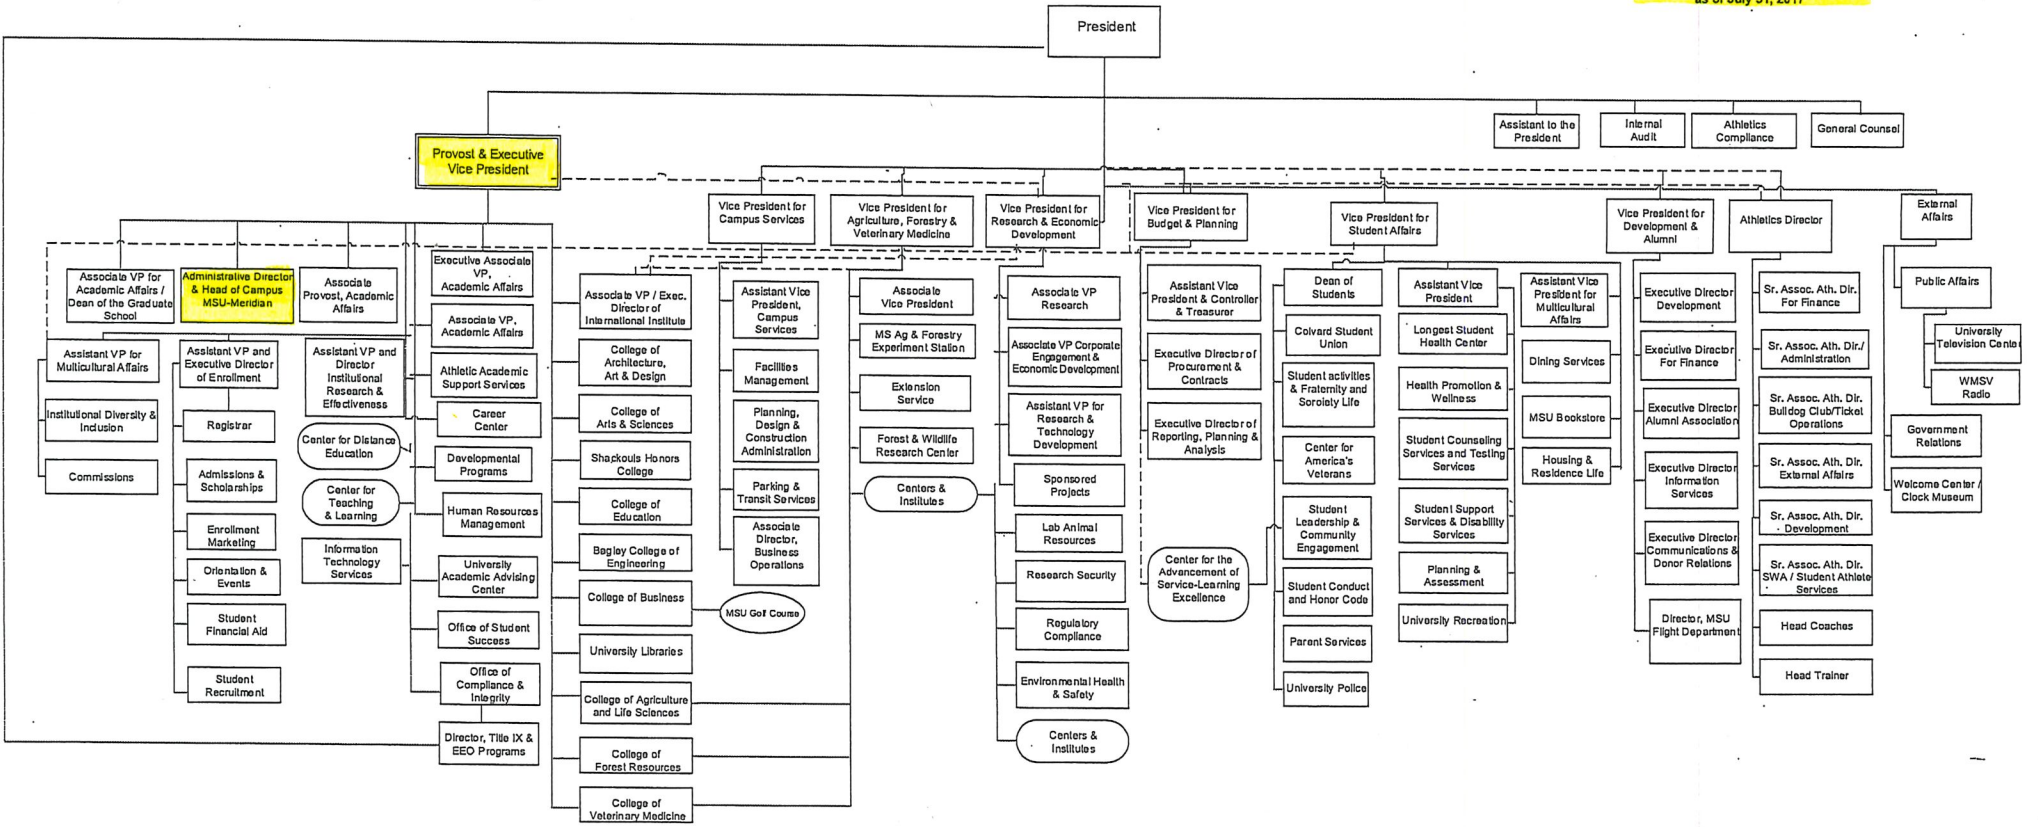 as of July 31, 2017
President
Assistant to the
President
Internal
Audit
Athletics
Compliance
General Counsel
Provost & Executive
Vice President
Vice President for
Campus Services
Vice President for
Agriculture, Forestry &
Veterinary Medicine
Vice President for
Research & Economic
Development
Vice President for
Budget & Planning
Vice President for
Student Affairs
Vice President for
Development &
Alumni
Athletics Director
External
Affairs
Associate VP for
Academic Affairs /
Dean of the Graduate
School
Administrative Director
& Head of Campus
MSU-Meridian
Associate
Provost, Academic
Affairs
Executive Associate
VP,
Academic Affairs
Associate VP,
Academic Affairs
Athletic Academic
Support Services
Career
Center
Developmental
Programs
Human Resources
Management
University
Academic Advising
Center
Office of Student
Success
Office of
Compliance &
Integrity
Director, Title IX &
EEO Programs
Assistant VP for
Multicultural Affairs
Institutional Diversity &
Inclusion
Commissions
Assistant VP and
Executive Director
of Enrollment
Registrar
Admissions &
Scholarships
Enrollment
Marketing
Orientation &
Events
Student
Financial Aid
Student
Recruitment
Assistant VP and
Director
Institutional
Research &
Effectiveness
Center for Distance
Education
Center for
Teaching
& Learning
Information
Technology
Services
Associate VP / Exec.
Director of
International Institute
College of
Architecture,
Art & Design
College of
Arts & Sciences
Shackouls Honors
College
College of
Education
Bagley College of
Engineering
College of Business
MSU Golf Course
University Libraries
College of Agriculture
and Life Sciences
College of
Forest Resources
College of
Veterinary Medicine
Assistant Vice
President,
Campus
Services
Facilities
Management
Planning,
Design &
Construction
Administration
Parking &
Transit Services
Associate
Director,
Business
Operations
Associate
Vice President
MS Ag & Forestry
Experiment Station
Extension
Service
Forest & Wildlife
Research Center
Centers &
Institutes
Associate VP
Research
Associate VP Corporate
Engagement &
Economic Development
Assistant VP for
Research &
Technology
Development
Sponsored
Projects
Lab Animal
Resources
Research Security
Regulatory
Compliance
Environmental Health
& Safety
Centers &
Institutes
Assistant Vice
President & Controller
& Treasurer
Executive Director of
Procurement &
Contracts
Executive Director of
Reporting, Planning &
Analysis
Center for the
Advancement of
Service-Learning
Excellence
Dean of
Students
Colvard Student
Union
Student activities
& Fraternity and
Sorolety Life
Center for
America's
Veterans
Student
Leadership &
Community
Engagement
Student Conduct
and Honor Code
Parent Services
University Police
Assistant Vice
President
Longest Student
Health Center
Health Promotion &
Wellness
Student Counseling
Services and Testing
Services
Student Support
Services & Disability
Services
Planning &
Assessment
University Recreation
Assistant Vice
President for
Multicultural
Affairs
Dining Services
MSU Bookstore
Housing &
Residence Life
Executive Director
Development
Executive Director
For Finance
Executive Director
Alumni Association
Executive Director
Information
Services
Executive Director
Communications &
Donor Relations
Director, MSU
Flight Department
Sr. Assoc. Ath. Dir.
For Finance
Sr. Assoc. Ath. Dir./
Administration
Sr. Assoc. Ath. Dir.
Bulldog Club/Ticket
Operations
Sr. Assoc. Ath. Dir.
External Affairs
Sr. Assoc. Ath. Dir.
Development
Sr. Assoc. Ath. Dir.
SWA / Student Athlete
Services
Head Coaches
Head Trainer
Public Affairs
University
Television Center
WMSV
Radio
Government
Relations
Welcome Center /
Clock Museum